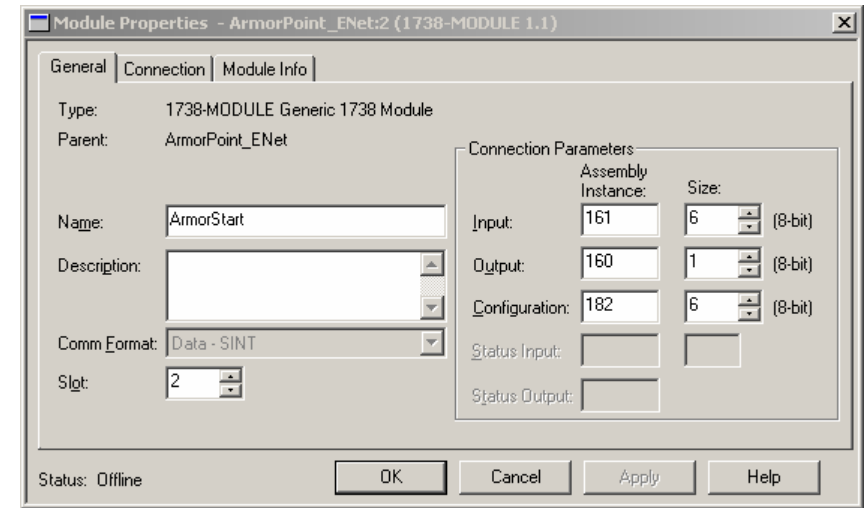 Module Properties - ArmorPoint_ENet:2 (1738-MODULE 1.1)
General Connection Module Info
Type: 1738-MODULE Generic 1738 Module
Parent: ArmorPoint_ENet
Connection Parameters
Assembly
Instance: Size:
Name: ArmorStart
Input: 161 6 (8-bit)
Description:
Output: 160 1 (8-bit)
Configuration: 182 6 (8-bit)
Comm Format: Data - SINT
Status Input:
Slot: 2
Status Output:
Status: Offline
OK Cancel Apply Help